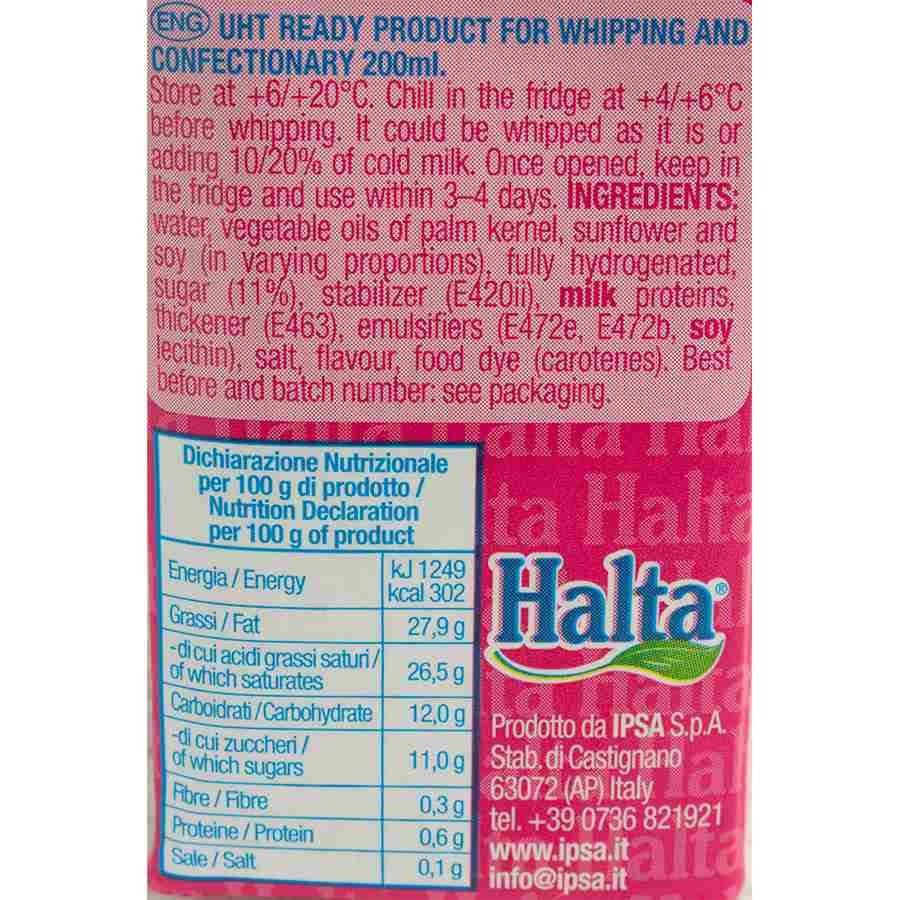 ENG UHT READY PRODUCT FOR WHIPPING AND
CONFECTIONARY 200ml.
Store at +6/+20°C. Chill in the fridge at +4/+6°C
before whipping. It could be whipped as it is or
adding 10/20% of cold milk. Once opened, keep in
the fridge and use within 3–4 days. INGREDIENTS:
water, vegetable oils of palm kernel, sunflower and
soy (in varying proportions), fully hydrogenated,
sugar (11%), stabilizer (E420ii), milk proteins,
thickener (E463), emulsifiers (E472e, E472b, soy
lecithin), salt, flavour, food dye (carotenes). Best
before and batch number: see packaging.
Dichiarazione Nutrizionale
per 100 g di prodotto /
Nutrition Declaration
per 100 g of product
Energia / Energy kJ 1249
kcal 302
Grassi / Fat 27,9 g
-di cui acidi grassi saturi /
of which saturates 26,5 g
Carboidrati / Carbohydrate 12,0 g
-di cui zuccheri /
of which sugars 11,0 g
Fibre / Fibre 0,3 g
Proteine / Protein 0,6 g
Sale / Salt 0,1 g
Halta®
Prodotto da IPSA S.p.A.
Stab. di Castignano
63072 (AP) Italy
tel. +39 0736 821921
www.ipsa.it
info@ipsa.it